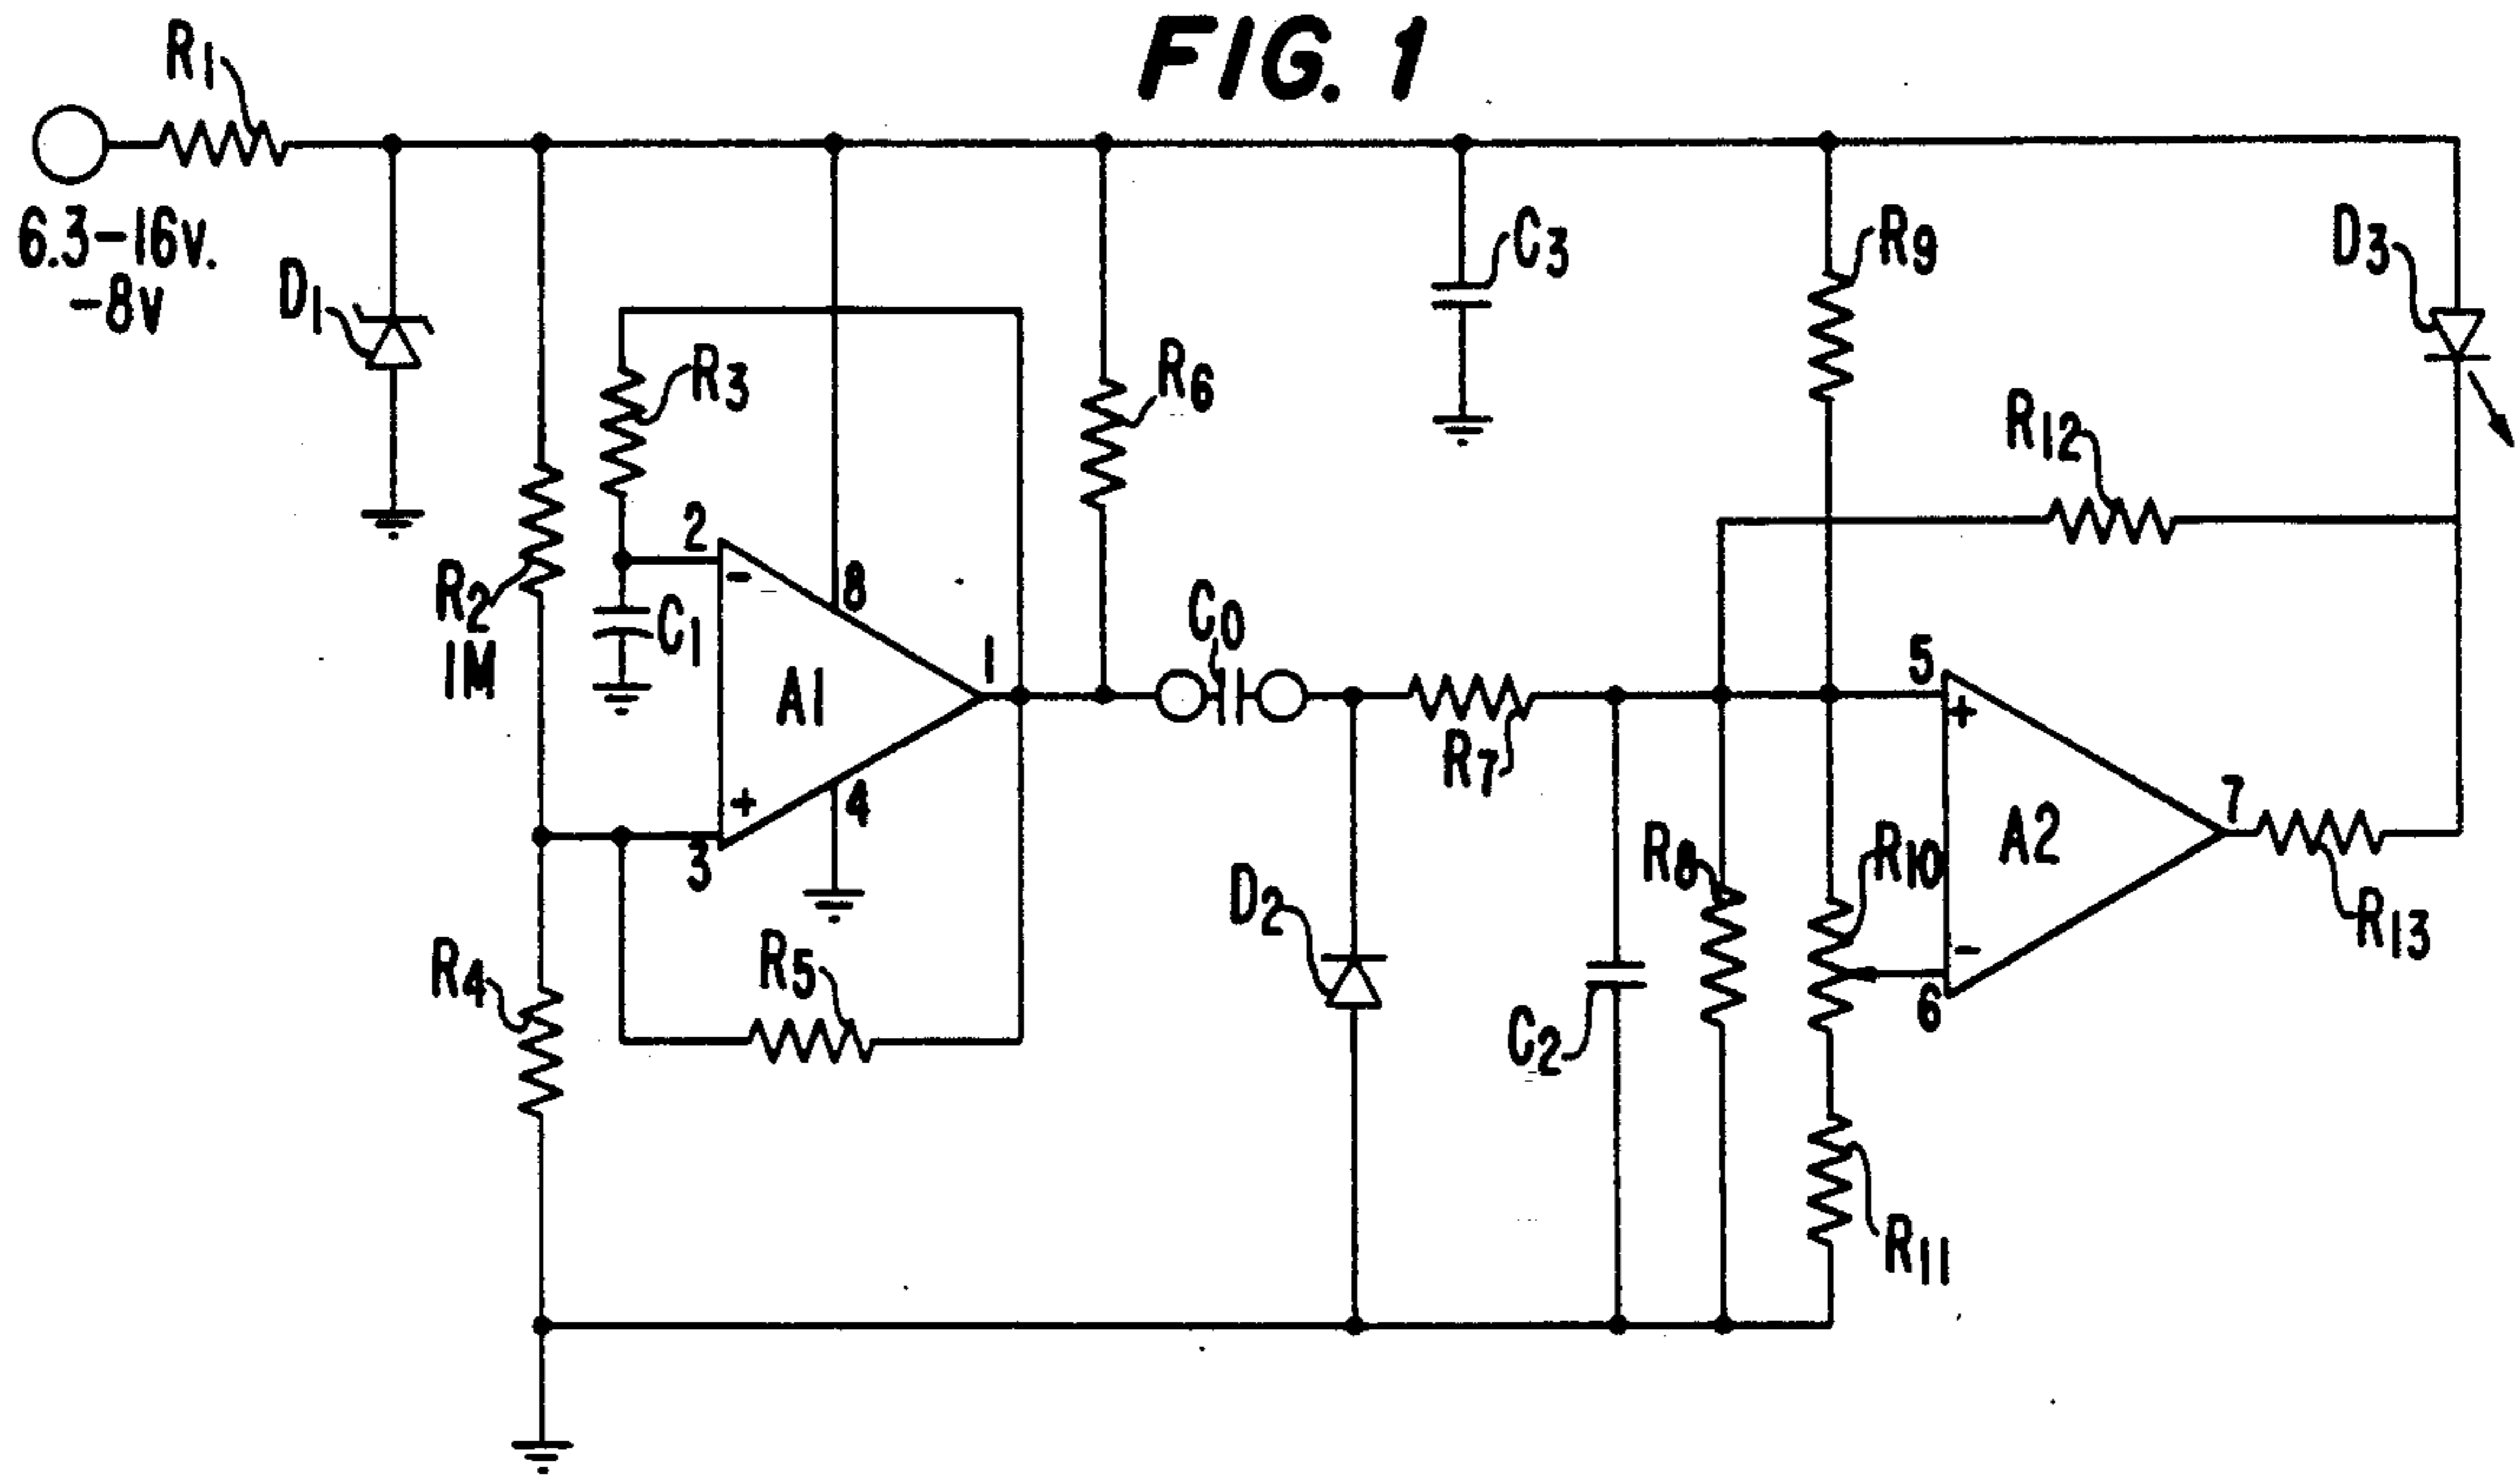 FIG. 1
R1
6.3-16v.
-8v
D1
R2
1M
R3
C1
2
-
8
A1
1
+
3
4
R4
R5
R6
C0
C3
R9
D3
R12
R7
D2
C2
R8
R10
5
+
A2
7
-
6
R13
R11